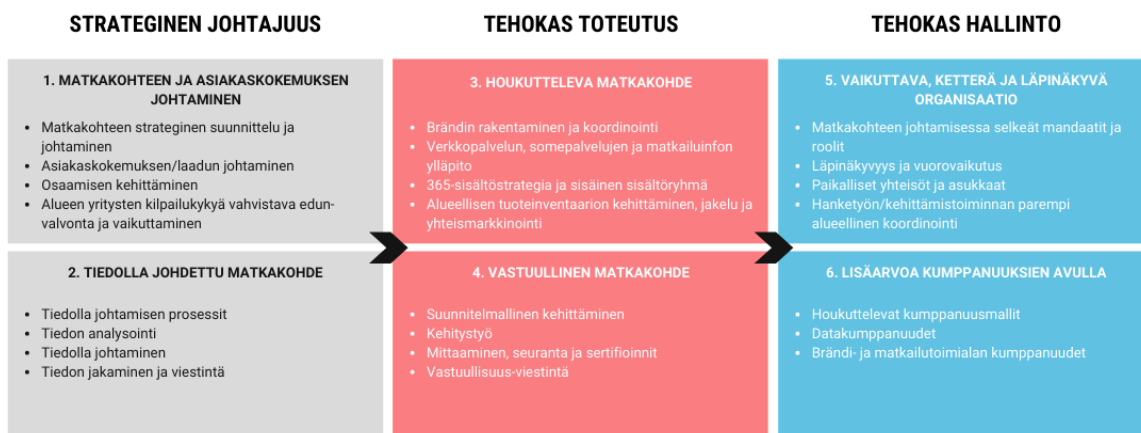 STRATEGINEN JOHTAJUUS
1. MATKAKOHTEEN JA ASIAKASKOKEMUKSEN
JOHTAMINEN
• Matkakohteen strateginen suunnittelu ja
johtaminen
• Asiakaskokemuksen/laadun johtaminen
• Osaamisen kehittäminen
• Alueen yritysten kilpailukykyä vahvistava edun-
valvonta ja vaikuttaminen
2. TIEDOLLA JOHDETTU MATKAKOHDE
• Tiedolla johtamisen prosessit
• Tiedon analysointi
• Tiedolla johtaminen
• Tiedon jakaminen ja viestintä
TEHOKAS TOTEUTUS
3. HOUKUTTELEVA MATKAKOHDE
• Brändin rakentaminen ja koordinointi
• Verkkopalvelun, somepalvelujen ja matkailuinfon
ylläpito
• 365-sisältöstrategia ja sisäinen sisältöryhmä
• Alueellisen tuoteinventaarion kehittäminen, jakelu ja
yhteismarkkinointi
4. VASTUULLINEN MATKAKOHDE
• Suunnitelmallinen kehittäminen
• Kehitystyö
• Mittaaminen, seuranta ja sertifioinnit
• Vastuullisuus-viestintä
TEHOKAS HALLINTO
5. VAIKUTTAVA, KETTERÄ JA LÄPINÄKYVÄ
ORGANISAATIO
• Matkakohteen johtamisessa selkeät mandaatit ja
roolit
• Läpinäkyvyys ja vuorovaikutus
• Paikalliset yhteisöt ja asukkaat
• Hanketyön/kehittämistoiminnan parempi
alueellinen koordinointi
6. LISÄARVOA KUMPPANUUKSIEN AVULLA
• Houkuttelevat kumppanuusmallit
• Datakumppanuudet
• Brändi- ja matkailutoimialan kumppanuudet